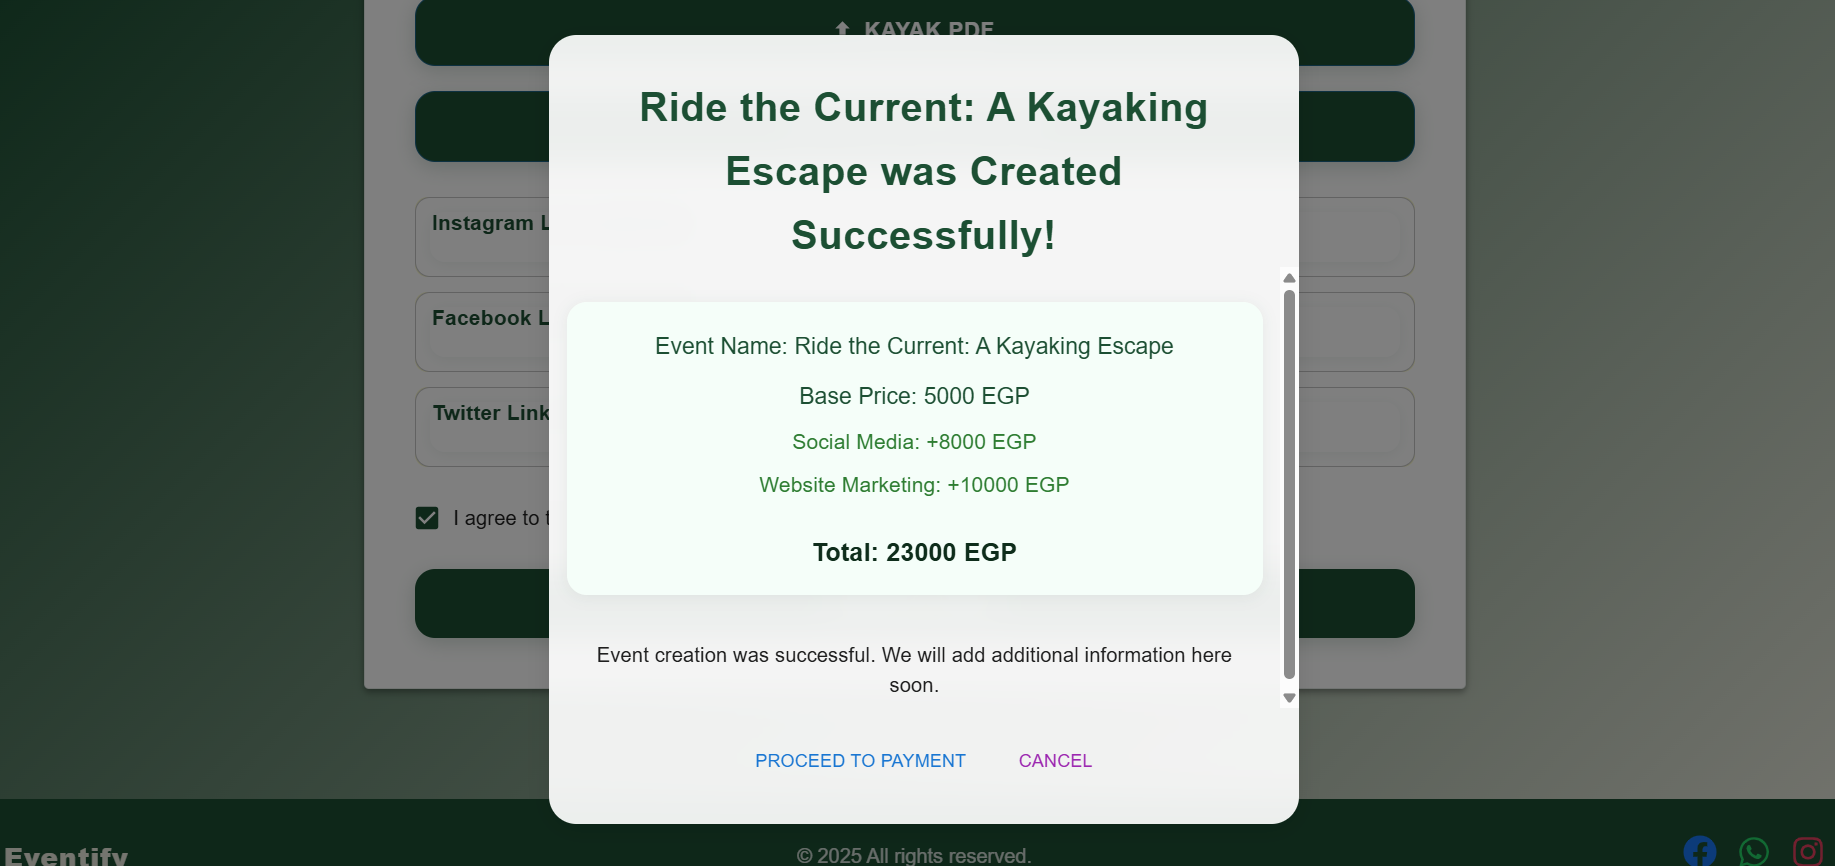 KAYAK PDF
Ride the Current: A Kayaking
Escape was Created
Successfully!
Instagram
Facebook
Twitter Link
I agree to
Event Name: Ride the Current: A Kayaking Escape
Base Price: 5000 EGP
Social Media: +8000 EGP
Website Marketing: +10000 EGP
Total: 23000 EGP
Event creation was successful. We will add additional information here
soon.
PROCEED TO PAYMENT
CANCEL
Eventify
© 2025 All rights reserved.